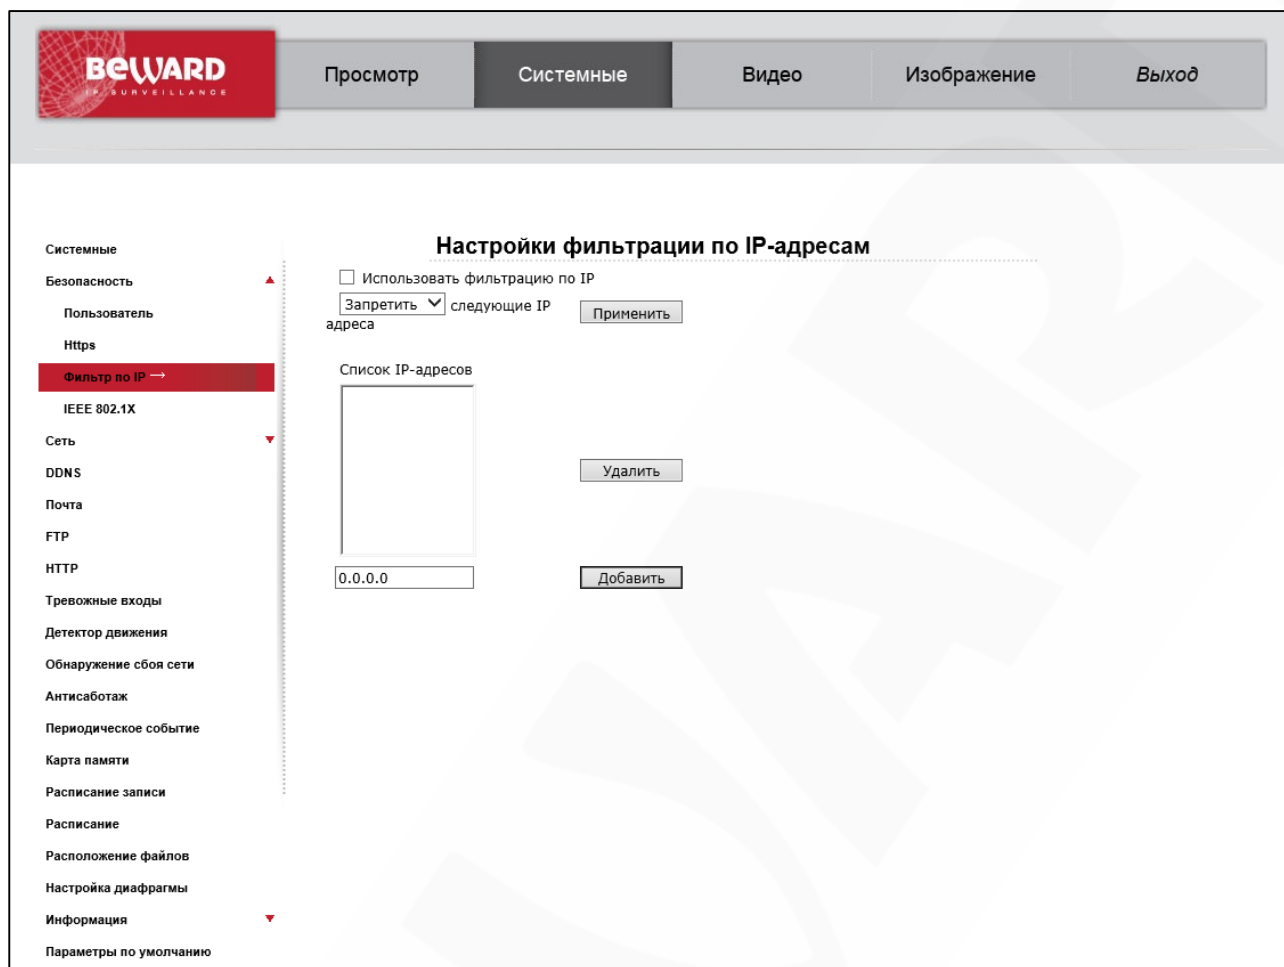 BEWARD
IP SURVEILLANCE
Просмотр
Системные
Видео
Изображение
Выход
Системные
Безопасность
Пользователь
Https
Фильтр по IP →
IEEE 802.1X
Сеть
DDNS
Почта
FTP
HTTP
Тревожные входы
Детектор движения
Обнаружение сбоя сети
Антисаботаж
Периодическое событие
Карта памяти
Расписание записи
Расписание
Расположение файлов
Настройка диафрагмы
Информация
Параметры по умолчанию
Настройки фильтрации по IP-адресам
Использовать фильтрацию по IP
Запретить следующие IP
адреса
Применить
Список IP-адресов
Удалить
0.0.0.0
Добавить